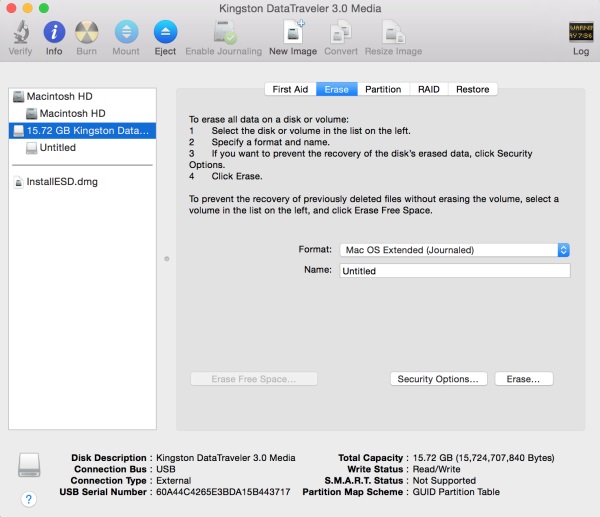 Kingston DataTraveler 3.0 Media
Verify Info Burn Mount Eject Enable Journaling New Image Convert Resize Image Log
First Aid Erase Partition RAID Restore
Macintosh HD
Macintosh HD
15.72 GB Kingston Data...
Untitled
InstallESD.dmg
To erase all data on a disk or volume:
1 Select the disk or volume in the list on the left.
2 Specify a format and name.
3 If you want to prevent the recovery of the disk's erased data, click Security
Options.
4 Click Erase.
To prevent the recovery of previously deleted files without erasing the volume, select a
volume in the list on the left, and click Erase Free Space.
Format: Mac OS Extended (Journaled)
Name: Untitled
Erase Free Space... Security Options... Erase...
Disk Description : Kingston DataTraveler 3.0 Media Total Capacity : 15.72 GB (15,724,707,840 Bytes)
Connection Bus : USB Write Status : Read/Write
Connection Type : External S.M.A.R.T. Status : Not Supported
USB Serial Number : 60A44C4265E3BDA15B443717 Partition Map Scheme : GUID Partition Table
?